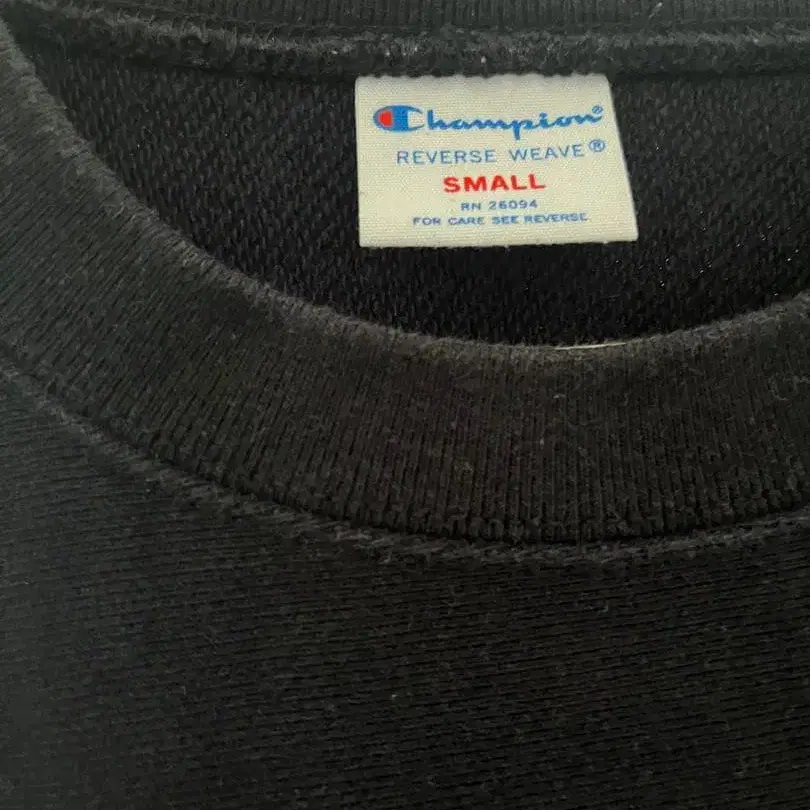 Champion®
REVERSE WEAVE®
SMALL
RN 26094
FOR CARE SEE REVERSE